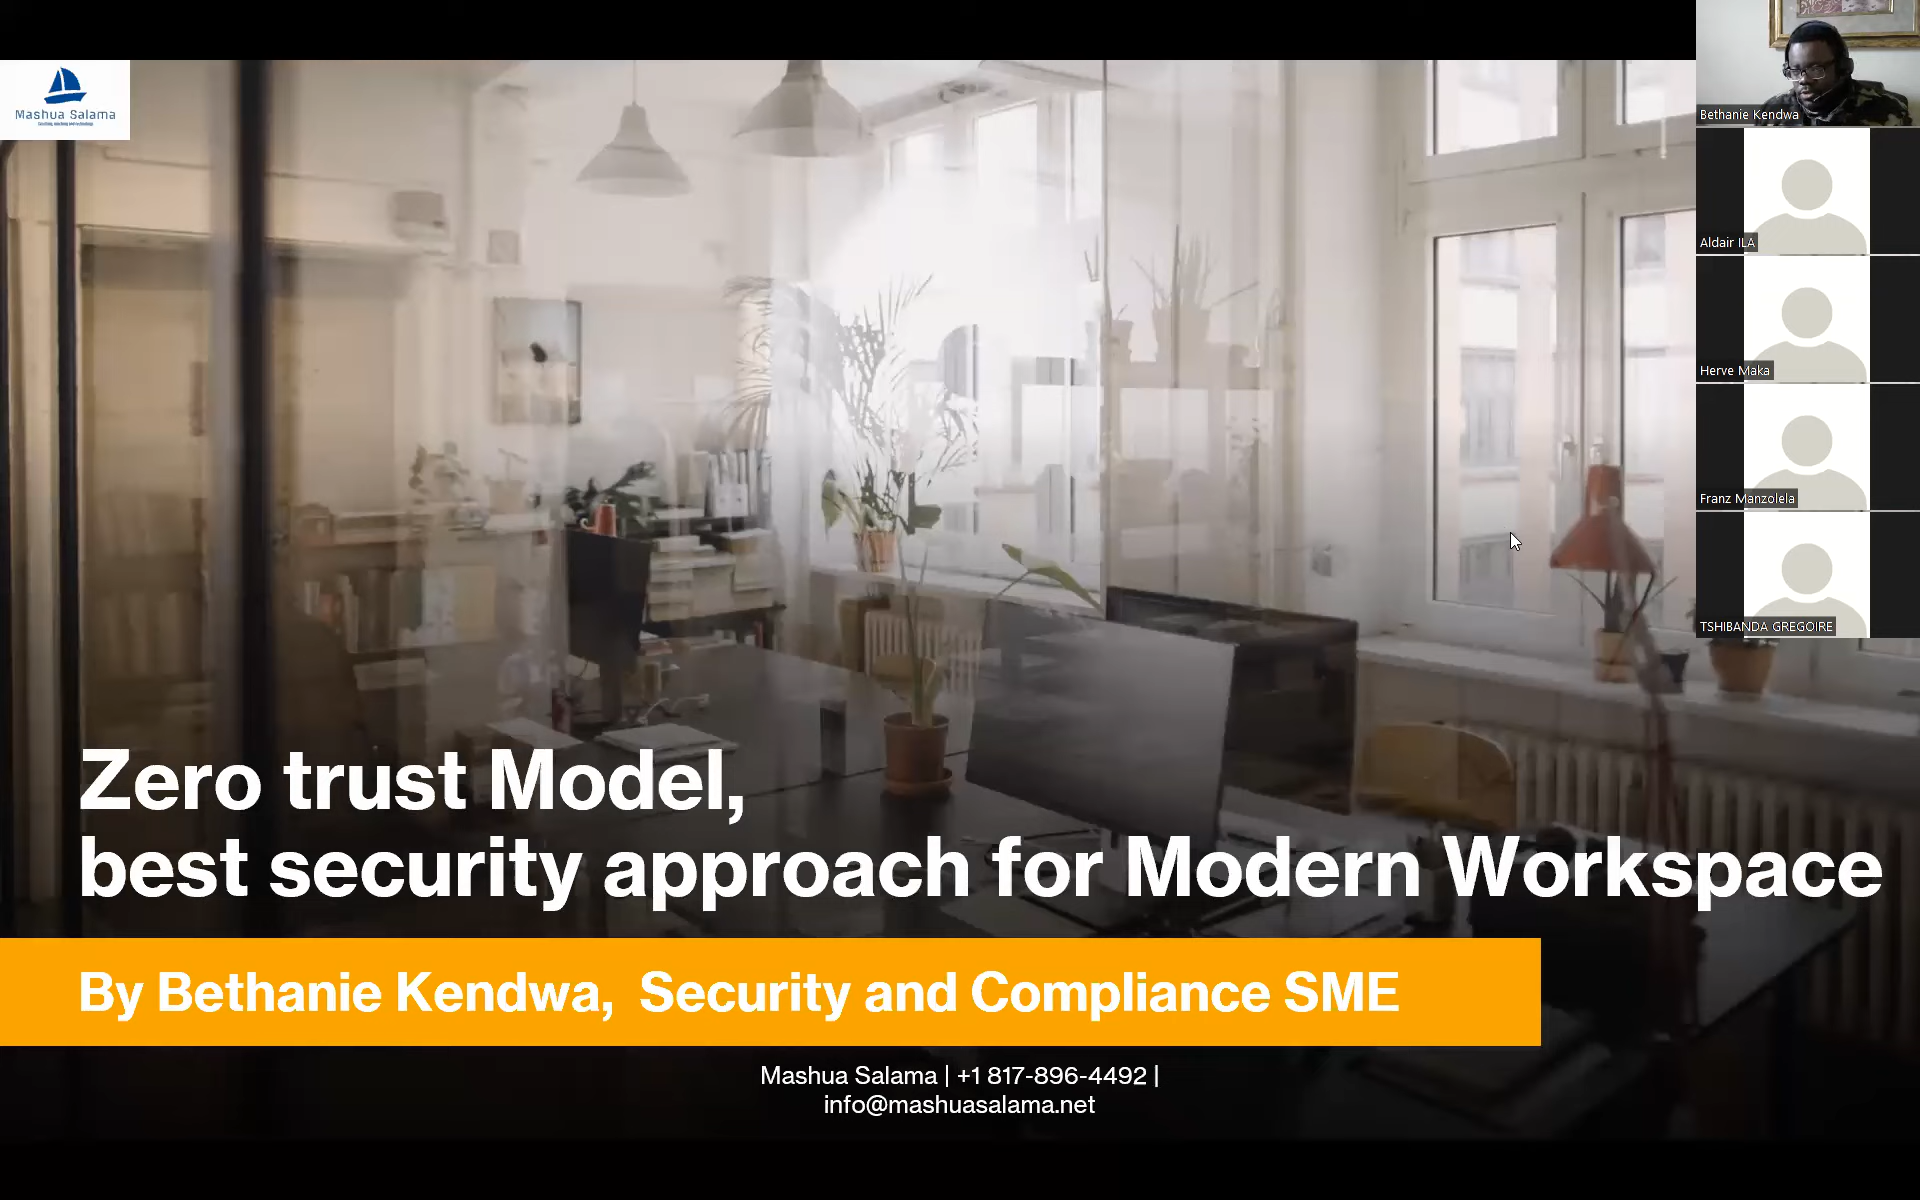 Mashua Salama
Zero trust Model,
best security approach for Modern Workspace
By Bethanie Kendwa, Security and Compliance SME
Mashua Salama | +1 817-896-4492 |
info@mashuasalama.net
Bethanie Kendwa
Aldair ILA
Herve Maka
Franz Manzolela
TSHIBANDA GREGOIRE